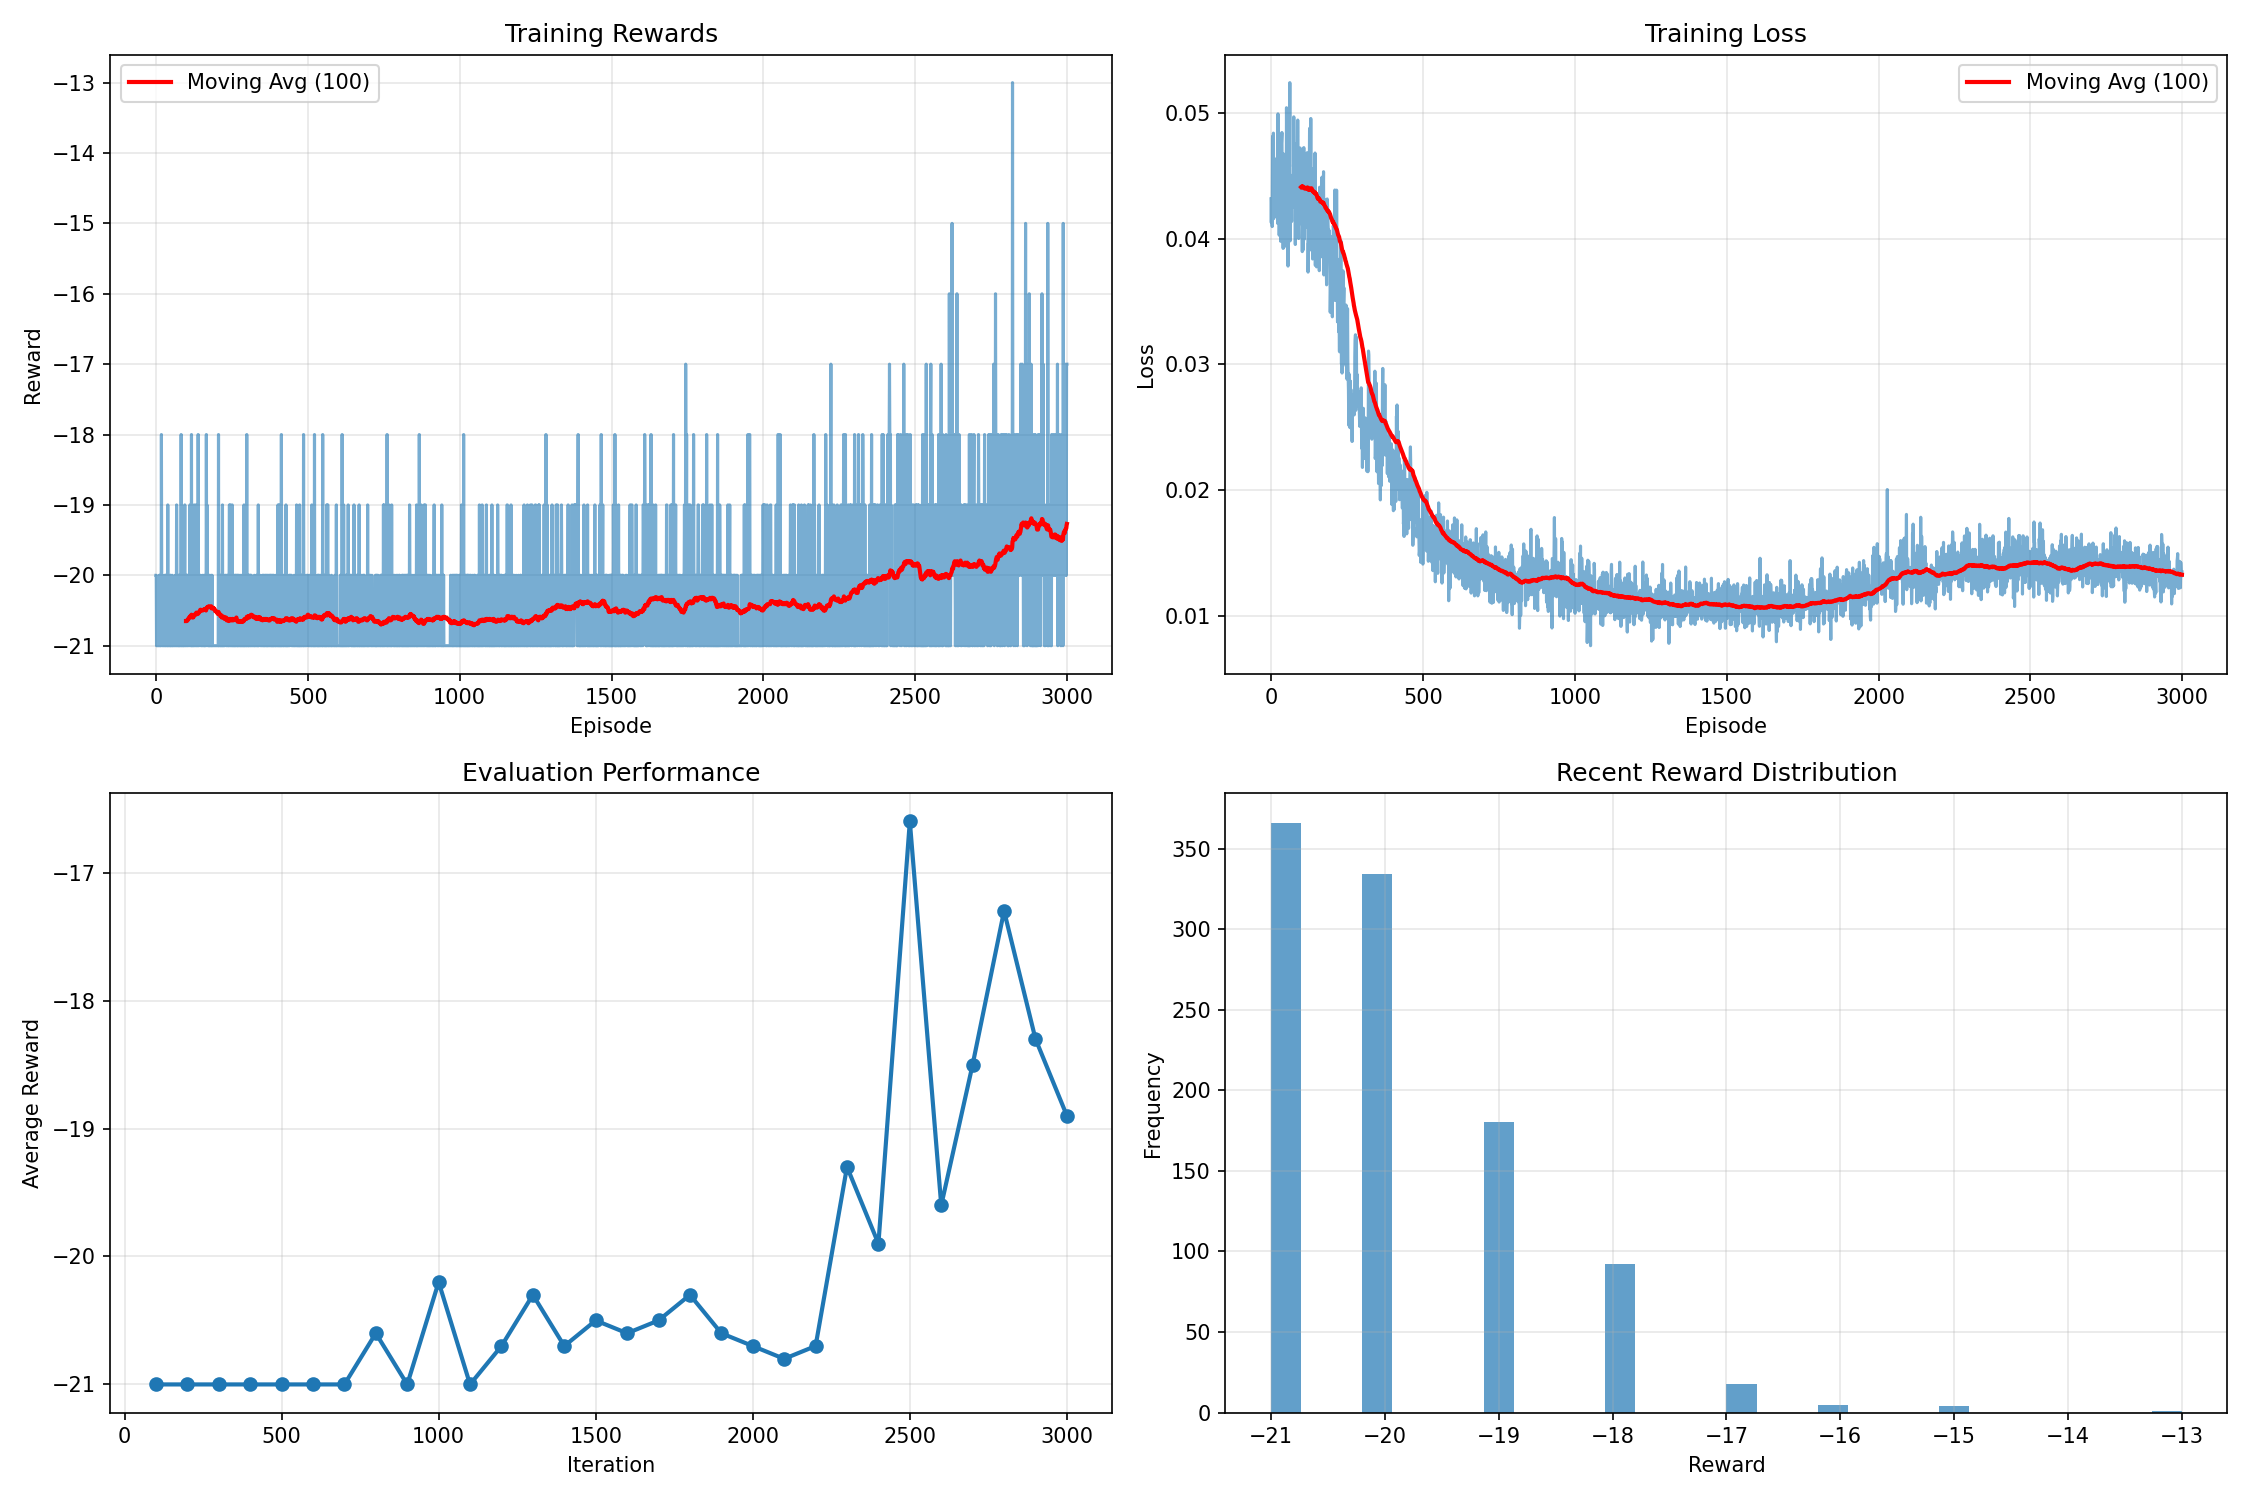 Training Rewards
Moving Avg (100)
Reward
−13
−14
−15
−16
−17
−18
−19
−20
−21
0 500 1000 1500 2000 2500 3000
Episode
Training Loss
Moving Avg (100)
Loss
0.05
0.04
0.03
0.02
0.01
0 500 1000 1500 2000 2500 3000
Episode
Evaluation Performance
Average Reward
−17
−18
−19
−20
−21
0 500 1000 1500 2000 2500 3000
Iteration
Recent Reward Distribution
Frequency
350
300
250
200
150
100
50
0
−21 −20 −19 −18 −17 −16 −15 −14 −13
Reward